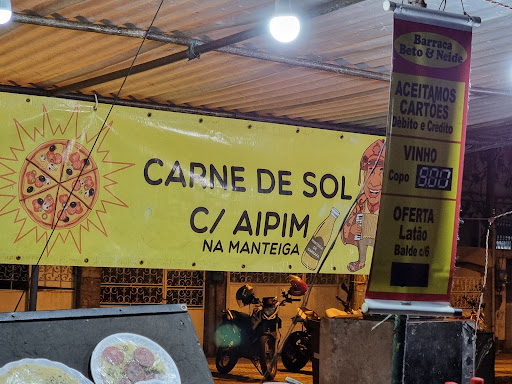 CARNE DE SOL
C/ AIPIM
NA MANTEIGA
Barraca
Beto & Neide
ACEITAMOS
CARTÕES
Débito e Crédito
VINHO
Copo
OFERTA
Latão
Balde c/6